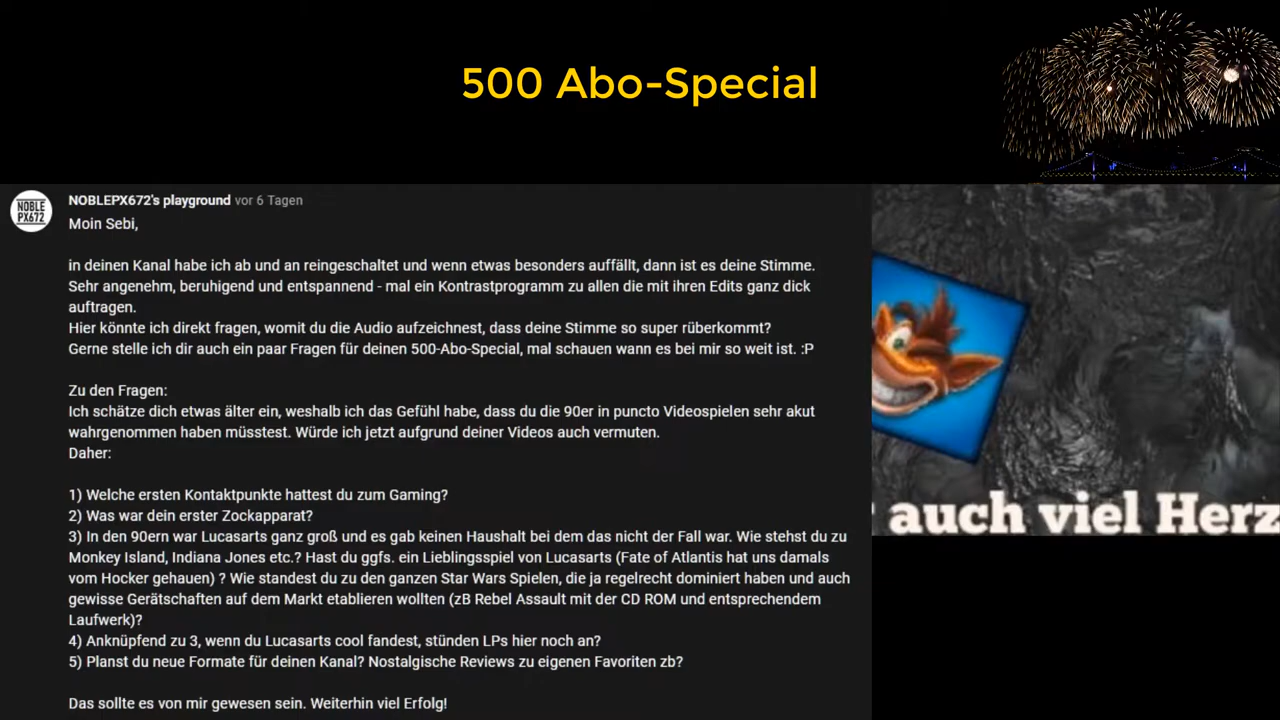 500 Abo-Special
NOBLE
PX672
NOBLEPX672's playground vor 6 Tagen
Moin Sebi,
in deinen Kanal habe ich ab und an reingeschaltet und wenn etwas besonders auffällt, dann ist es deine Stimme.
Sehr angenehm, beruhigend und entspannend - mal ein Kontrastprogramm zu allen die mit ihren Edits ganz dick
auftragen.
Hier könnte ich direkt fragen, womit du die Audio aufzeichnest, dass deine Stimme so super rüberkommt?
Gerne stelle ich dir auch ein paar Fragen für deinen 500-Abo-Special, mal schauen wann es bei mir so weit ist. :P
Zu den Fragen:
Ich schätze dich etwas älter ein, weshalb ich das Gefühl habe, dass du die 90er in puncto Videospielen sehr akut
wahrgenommen haben müsstest. Würde ich jetzt aufgrund deiner Videos auch vermuten.
Daher:
1) Welche ersten Kontaktpunkte hattest du zum Gaming?
2) Was war dein erster Zockapparat?
3) In den 90ern war Lucasarts ganz groß und es gab keinen Haushalt bei dem das nicht der Fall war. Wie stehst du zu
Monkey Island, Indiana Jones etc.? Hast du ggfs. ein Lieblingsspiel von Lucasarts (Fate of Atlantis hat uns damals
vom Hocker gehauen) ? Wie standest du zu den ganzen Star Wars Spielen, die ja regelrecht dominiert haben und auch
gewisse Gerätschaften auf dem Markt etablieren wollten (zB Rebel Assault mit der CD ROM und entsprechendem
Laufwerk)?
4) Anknüpfend zu 3, wenn du Lucasarts cool fandest, stünden LPs hier noch an?
5) Planst du neue Formate für deinen Kanal? Nostalgische Reviews zu eigenen Favoriten zb?
Das sollte es von mir gewesen sein. Weiterhin viel Erfolg!
auch viel Herz